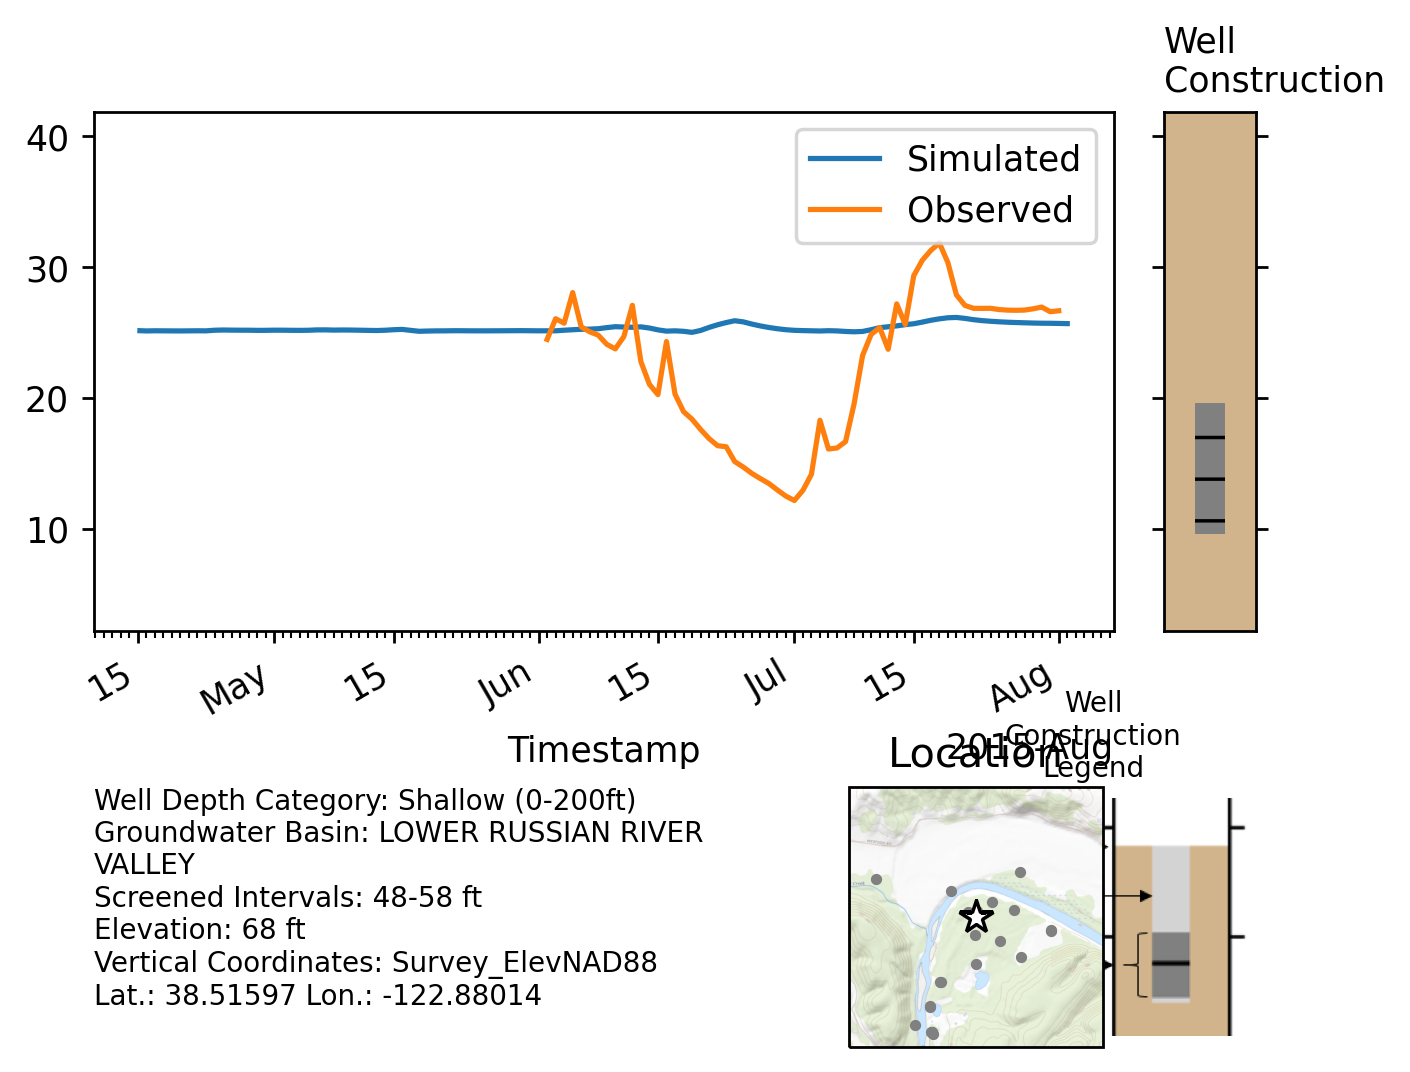 Well
Construction
40
30
20
10
Simulated
Observed
15
May
15
Jun
15
Jul
15
Aug
Timestamp
2015-Aug
Location
Well
Construction
Legend
Well Depth Category: Shallow (0-200ft)
Groundwater Basin: LOWER RUSSIAN RIVER
VALLEY
Screened Intervals: 48-58 ft
Elevation: 68 ft
Vertical Coordinates: Survey_ElevNAD88
Lat.: 38.51597 Lon.: -122.88014